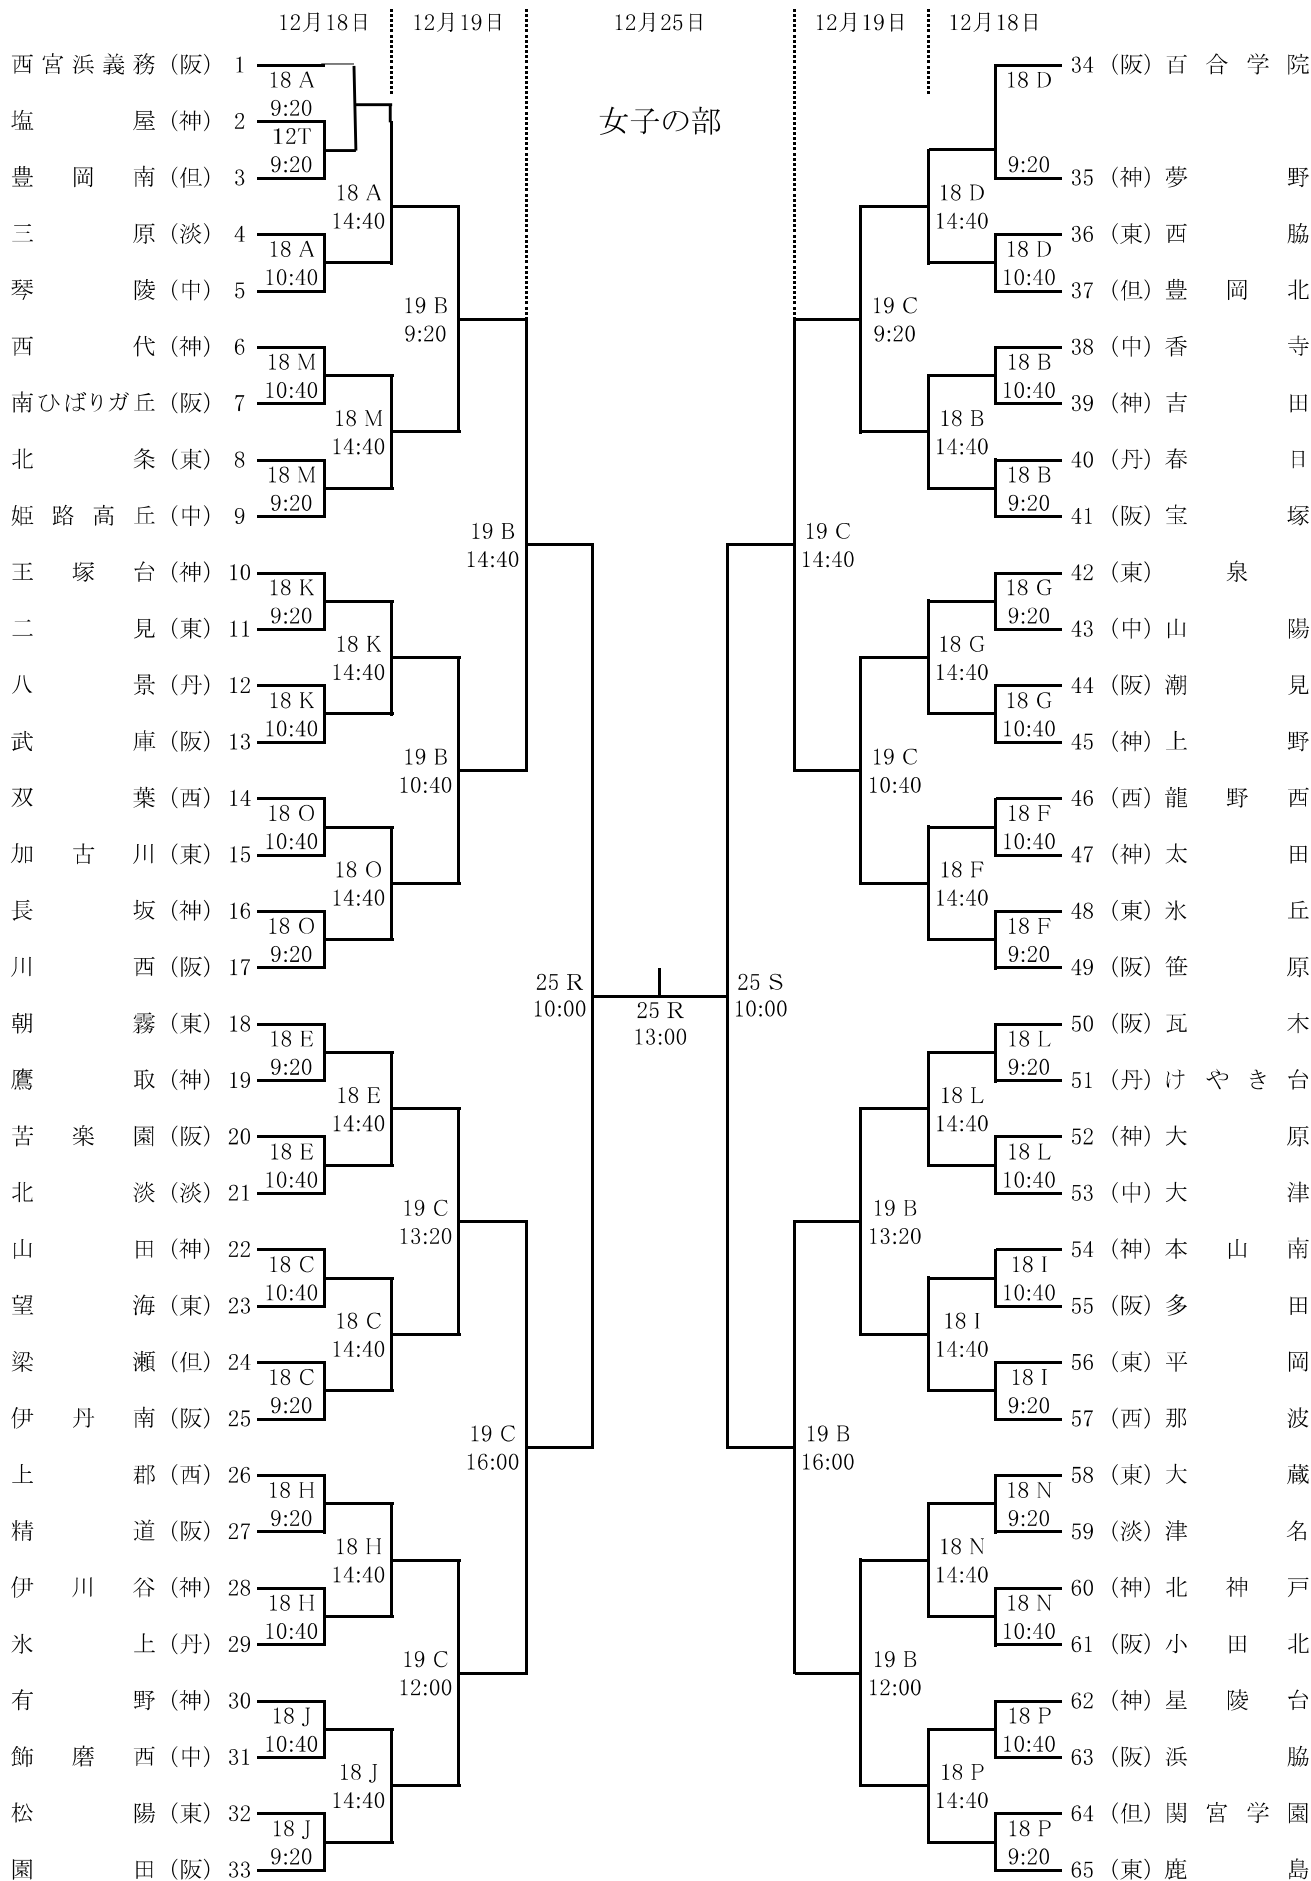 12月18日 12月19日 12月25日 12月19日 12月18日
女子の部
西宮浜義務(阪) 1
18 A
9:20
塩屋(神) 2
12T
9:20
豊岡南(但) 3
18 A
14:40
三原(淡) 4
18 A
10:40
琴陵(中) 5
19 B
9:20
西代(神) 6
18 M
10:40
南ひばりガ丘(阪) 7
18 M
14:40
北条(東) 8
18 M
9:20
姫路高丘(中) 9
19 B
14:40
王塚台(神) 10
18 K
9:20
二見(東) 11
18 K
14:40
八景(丹) 12
18 K
10:40
武庫(阪) 13
19 B
10:40
双葉(西) 14
18 O
10:40
加古川(東) 15
18 O
14:40
長坂(神) 16
18 O
9:20
川西(阪) 17
25 R
10:00
朝霧(東) 18
18 E
9:20
鷹取(神) 19
18 E
14:40
苦楽園(阪) 20
18 E
10:40
北淡(淡) 21
19 C
13:20
山田(神) 22
18 C
10:40
望海(東) 23
18 C
14:40
梁瀬(但) 24
18 C
9:20
伊丹南(阪) 25
19 C
16:00
上郡(西) 26
18 H
9:20
精道(阪) 27
18 H
14:40
伊川谷(神) 28
18 H
10:40
氷上(丹) 29
19 C
12:00
有野(神) 30
18 J
10:40
飾磨西(中) 31
18 J
14:40
松陽(東) 32
18 J
9:20
園田(阪) 33
25 R
13:00
34 (阪) 百合学院
18 D
9:20
35 (神) 夢野
18 D
14:40
36 (東) 西脇
18 D
10:40
37 (但) 豊岡北
19 C
9:20
38 (中) 香寺
18 B
10:40
39 (神) 吉田
18 B
14:40
40 (丹) 春日
18 B
9:20
41 (阪) 宝塚
19 C
14:40
42 (東) 泉
18 G
9:20
43 (中) 山陽
18 G
14:40
44 (阪) 潮見
18 G
10:40
45 (神) 上野
19 C
10:40
46 (西) 龍野西
18 F
10:40
47 (神) 太田
18 F
14:40
48 (東) 氷丘
18 F
9:20
49 (阪) 笹原
25 S
10:00
50 (阪) 瓦木
18 L
9:20
51 (丹) けやき台
18 L
14:40
52 (神) 大原
18 L
10:40
53 (中) 大津
19 B
13:20
54 (神) 本山南
18 I
10:40
55 (阪) 多田
18 I
14:40
56 (東) 平岡
18 I
9:20
57 (西) 那波
19 B
16:00
58 (東) 大蔵
18 N
9:20
59 (淡) 津名
18 N
14:40
60 (神) 北神戸
18 N
10:40
61 (阪) 小田北
19 B
12:00
62 (神) 星陵台
18 P
10:40
63 (阪) 浜脇
18 P
14:40
64 (但) 関宮学園
18 P
9:20
65 (東) 鹿島